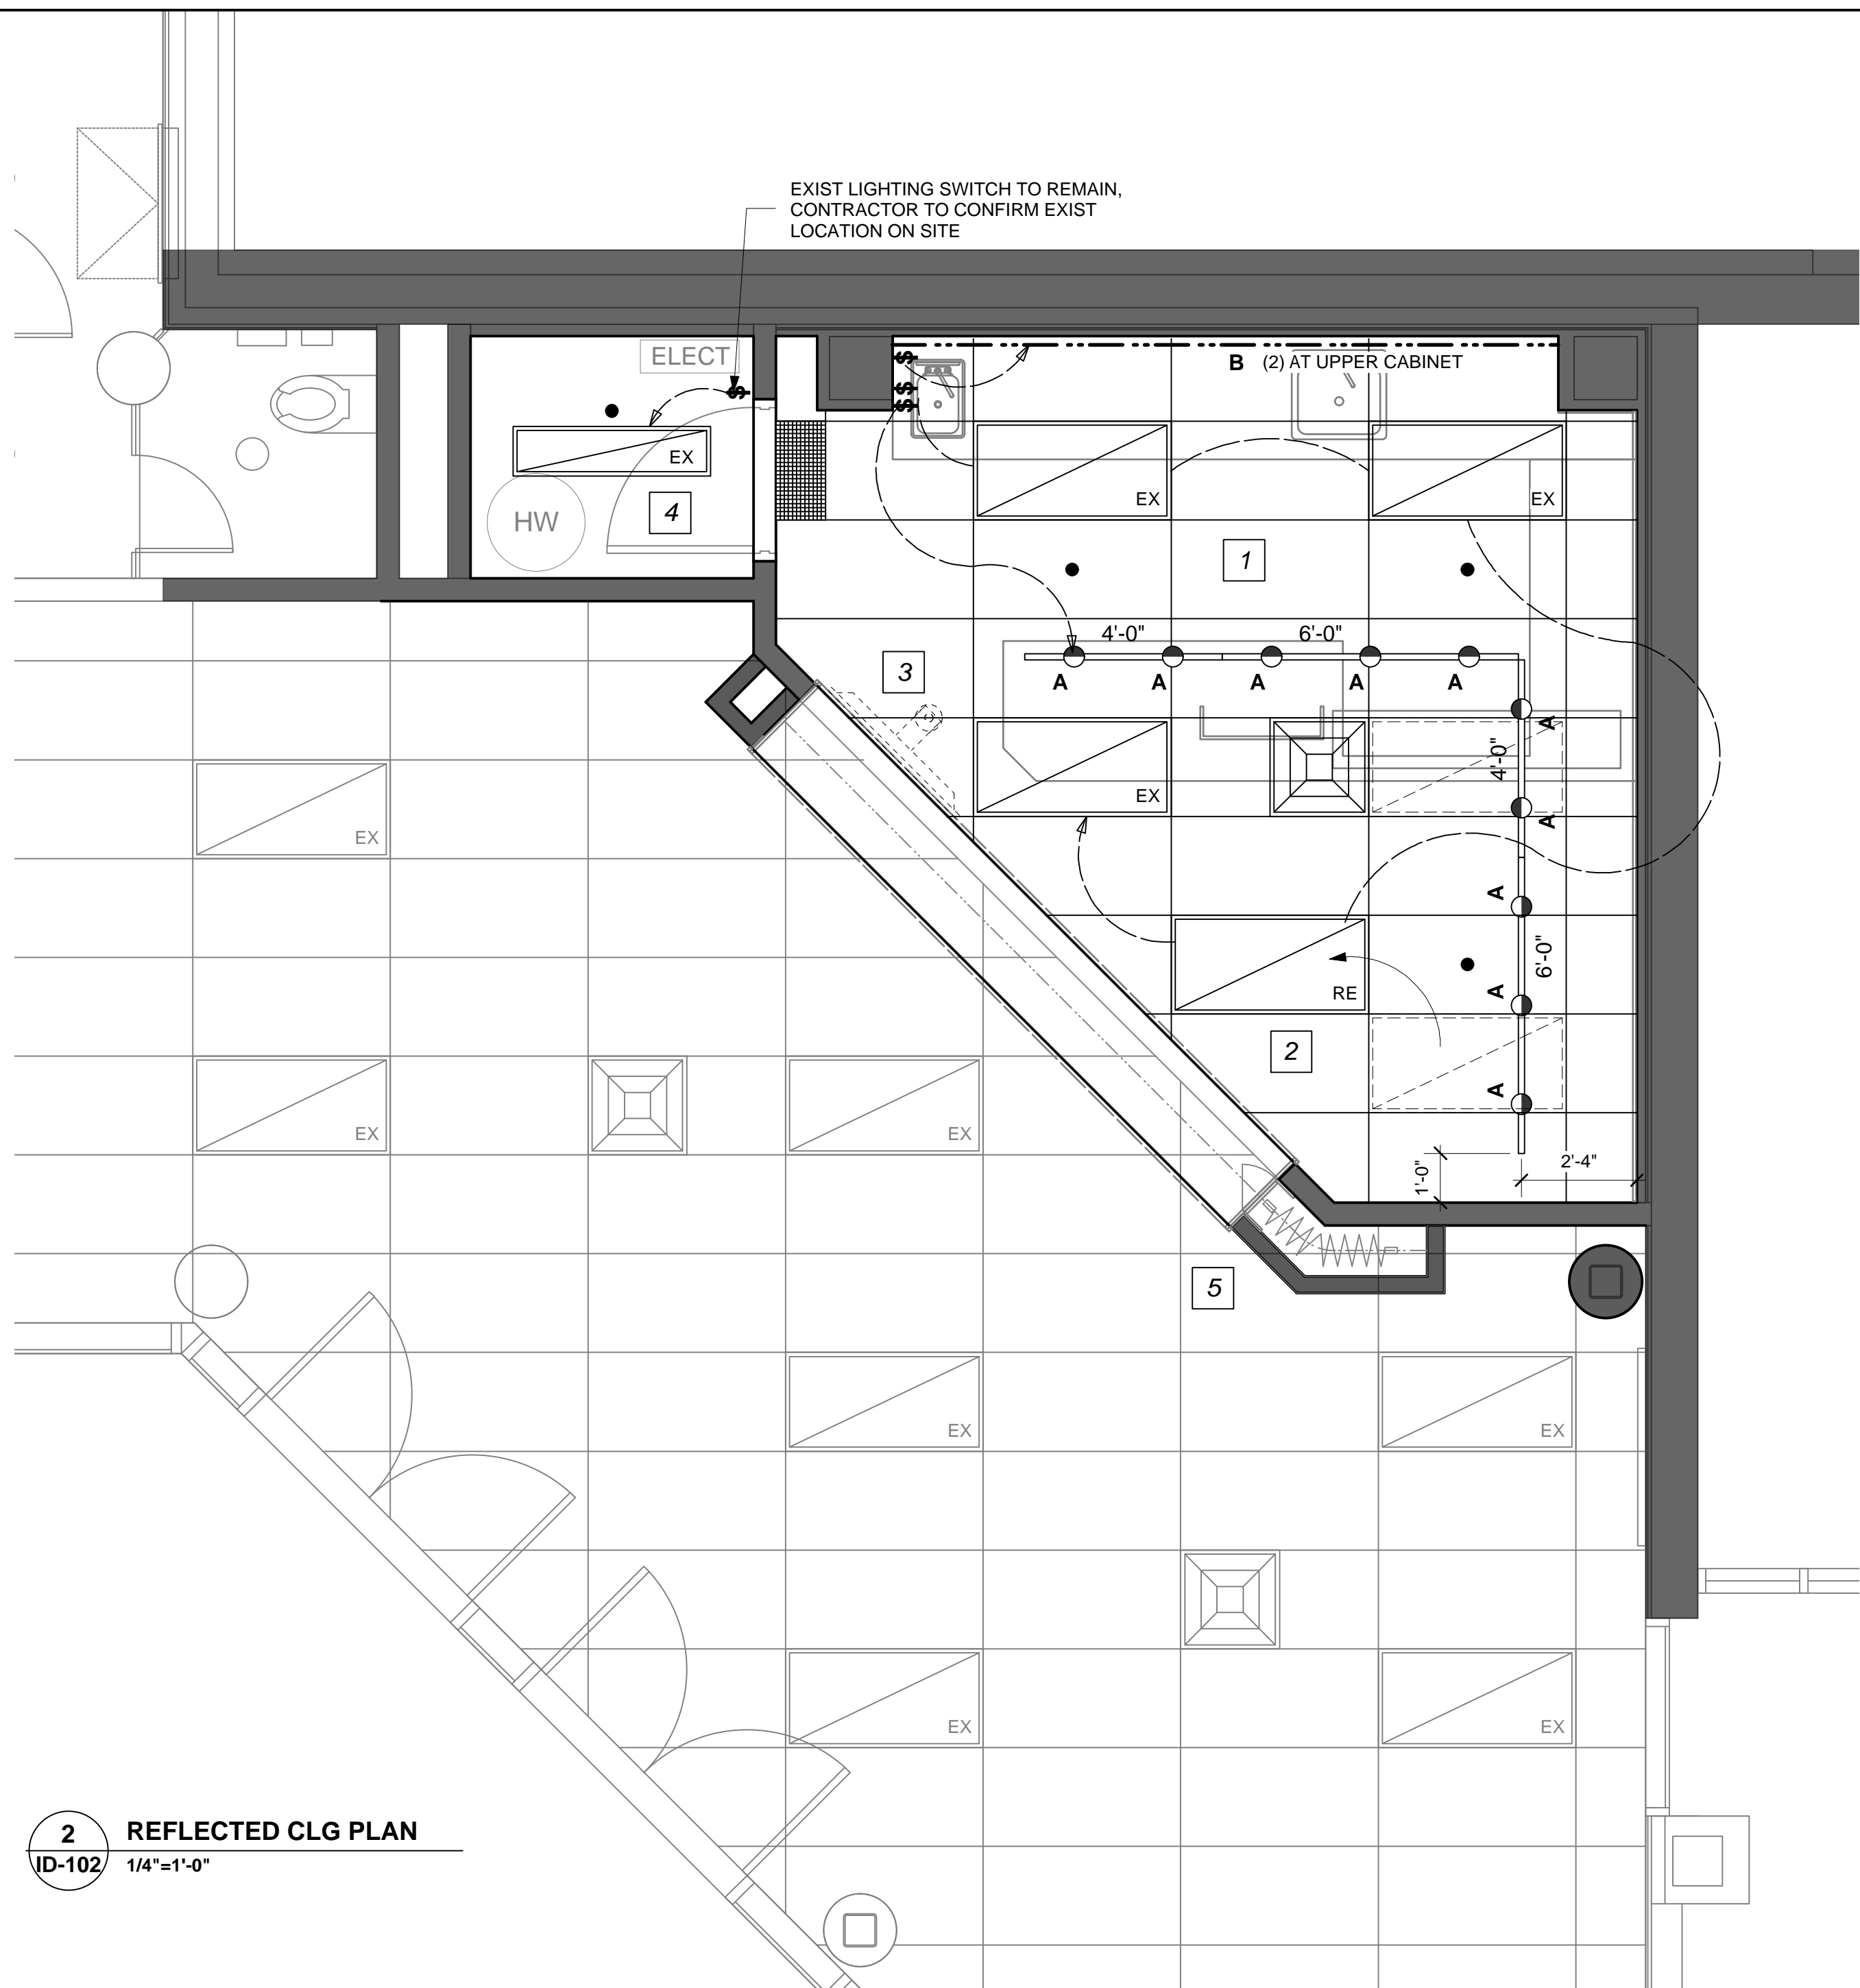 EXIST LIGHTING SWITCH TO REMAIN,
CONTRACTOR TO CONFIRM EXIST
LOCATION ON SITE
ELECT
$
$
$ $
B (2) AT UPPER CABINET
EX
HW
4
EX
EX
1
4'-0"
6'-0"
3
A
A
A
A
A
A
4'-0"
EX
A
EX
A
RE
A
6'-0"
2
A
EX
EX
1'-0"
2'-4"
5
EX
EX
EX
EX
2
ID-102
REFLECTED CLG PLAN
1/4"=1'-0"